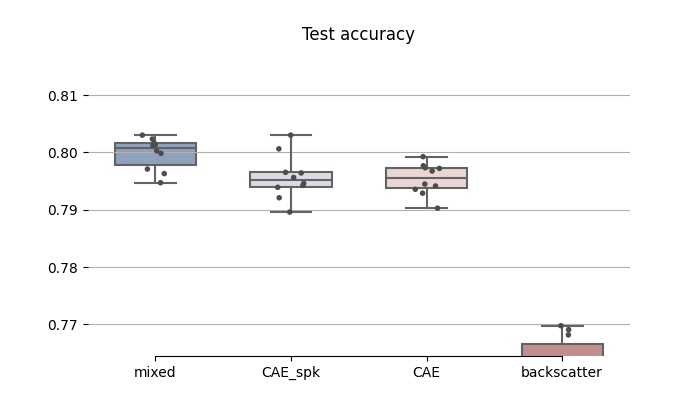 Test accuracy
0.81
0.80
0.79
0.78
0.77
mixed
CAE_spk
CAE
backscatter